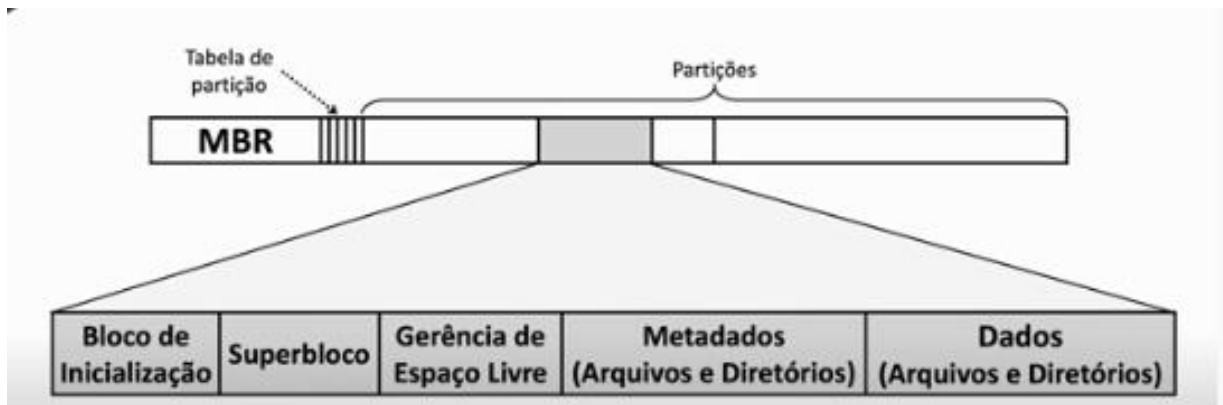 Tabela de
partição
Partições
MBR
Bloco de
Inicialização
Superbloco
Gerência de
Espaço Livre
Metadados
(Arquivos e Diretórios)
Dados
(Arquivos e Diretórios)